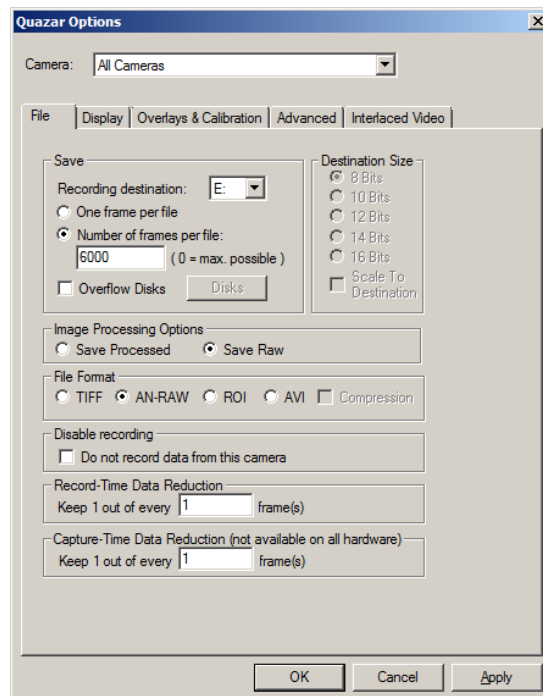 Quazar Options
Camera: All Cameras
File Display Overlays & Calibration Advanced Interlaced Video
Save
Recording destination: E:
One frame per file
Number of frames per file:
6000 ( 0 = max. possible )
Overflow Disks Disks
Destination Size
8 Bits
10 Bits
12 Bits
14 Bits
16 Bits
Scale To
Destination
Image Processing Options
Save Processed Save Raw
File Format
TIFF AN-RAW ROI AVI Compression
Disable recording
Do not record data from this camera
Record-Time Data Reduction
Keep 1 out of every 1 frame(s)
Capture-Time Data Reduction (not available on all hardware)
Keep 1 out of every 1 frame(s)
OK Cancel Apply